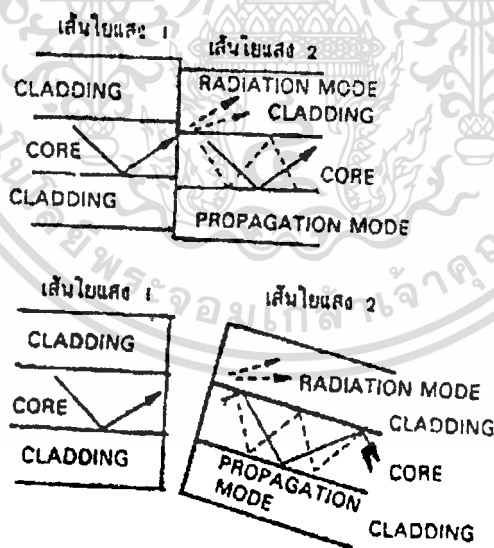 เส้นใยแสง 1
เส้นใยแสง 2
CLADDING
RADIATION MODE
CLADDING
CORE
CORE
CLADDING
PROPAGATION MODE
เส้นใยแสง 1
เส้นใยแสง 2
CLADDING
RADIATION MODE
CLADDING
CORE
CORE
CLADDING
PROPAGATION
MODE
CLADDING